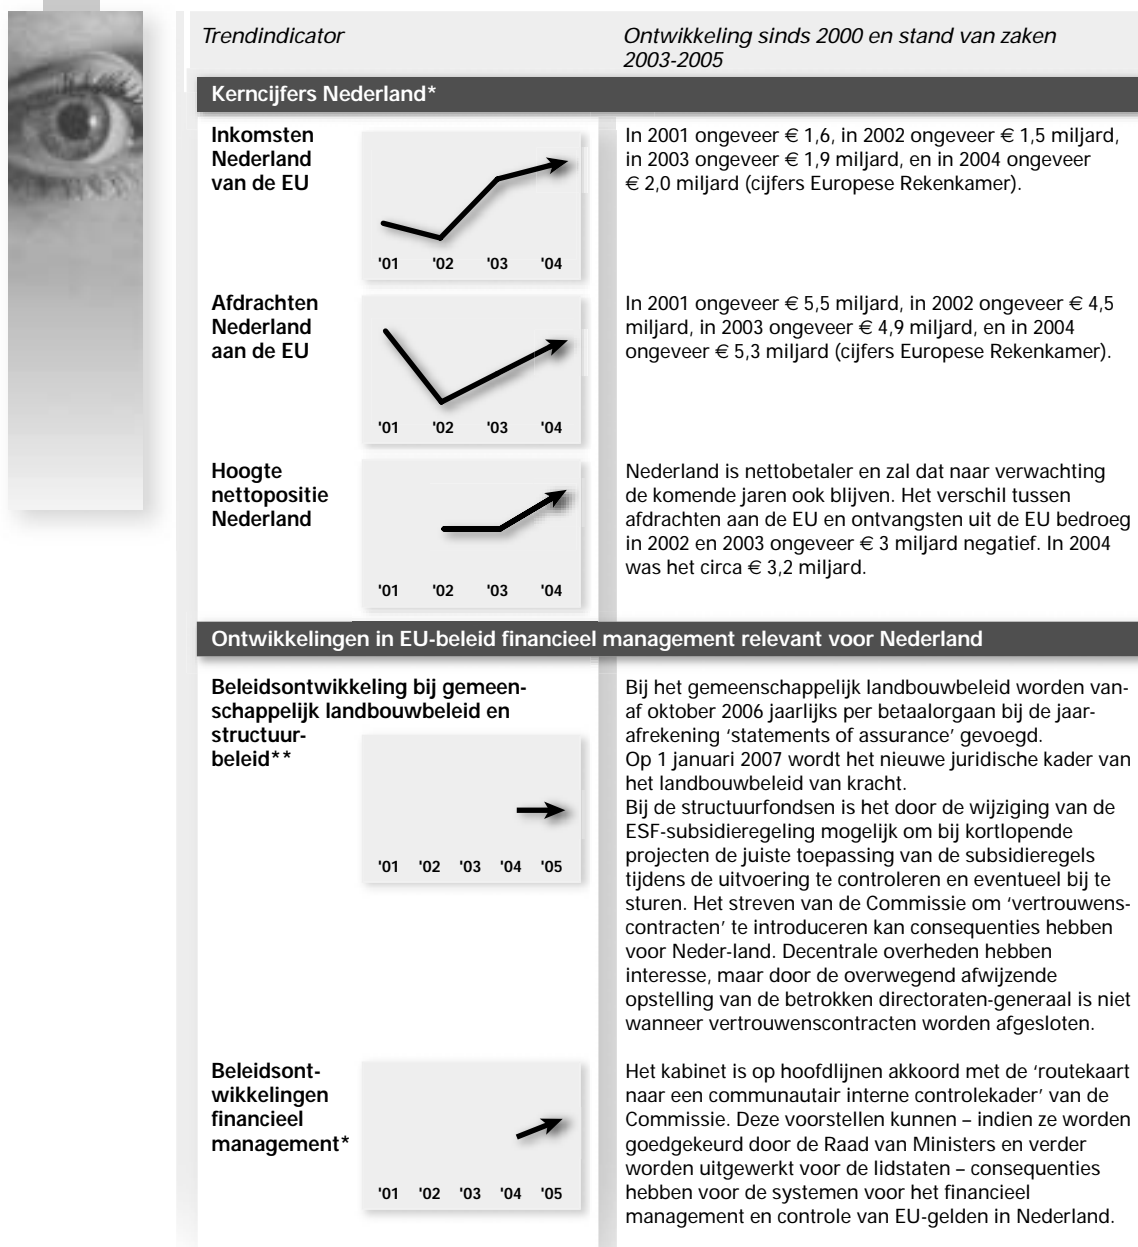 Trendindicator
Ontwikkeling sinds 2000 en stand van zaken
2003-2005
Kerncijfers Nederland*
Inkomsten
Nederland
van de EU
'01 '02 '03 '04
In 2001 ongeveer € 1,6, in 2002 ongeveer € 1,5 miljard,
in 2003 ongeveer € 1,9 miljard, en in 2004 ongeveer
€ 2,0 miljard (cijfers Europese Rekenkamer).
Afdrachten
Nederland
aan de EU
'01 '02 '03 '04
In 2001 ongeveer € 5,5 miljard, in 2002 ongeveer € 4,5
miljard, in 2003 ongeveer € 4,9 miljard, en in 2004
ongeveer € 5,3 miljard (cijfers Europese Rekenkamer).
Hoogte
nettopositie
Nederland
'01 '02 '03 '04
Nederland is nettobetaler en zal dat naar verwachting
de komende jaren ook blijven. Het verschil tussen
afdrachten aan de EU en ontvangsten uit de EU bedroeg
in 2002 en 2003 ongeveer € 3 miljard negatief. In 2004
was het circa € 3,2 miljard.
Ontwikkelingen in EU-beleid financieel management relevant voor Nederland
Beleidsontwikkeling bij gemeen-
schappelijk landbouwbeleid en
structuur-
beleid**
'01 '02 '03 '04 '05
Bij het gemeenschappelijk landbouwbeleid worden van-
af oktober 2006 jaarlijks per betaalorgaan bij de jaar-
afrekening ‘statements of assurance’ gevoegd.
Op 1 januari 2007 wordt het nieuwe juridische kader van
het landbouwbeleid van kracht.
Bij de structuurfondsen is het door de wijziging van de
ESF-subsidieregeling mogelijk om bij kortlopende
projecten de juiste toepassing van de subsidieregels
tijdens de uitvoering te controleren en eventueel bij te
sturen. Het streven van de Commissie om ‘vertrouwens-
contracten’ te introduceren kan consequenties hebben
voor Neder-land. Decentrale overheden hebben
interesse, maar door de overwegend afwijzende
opstelling van de betrokken directoraten-generaal is niet
wanneer vertrouwenscontracten worden afgesloten.
Beleidsont-
wikkelingen
financieel
management*
'01 '02 '03 '04 '05
Het kabinet is op hoofdlijnen akkoord met de ‘routekaart
naar een communautair interne controlekader’ van de
Commissie. Deze voorstellen kunnen – indien ze worden
goedgekeurd door de Raad van Ministers en verder
worden uitgewerkt voor de lidstaten – consequenties
hebben voor de systemen voor het financieel
management en controle van EU-gelden in Nederland.